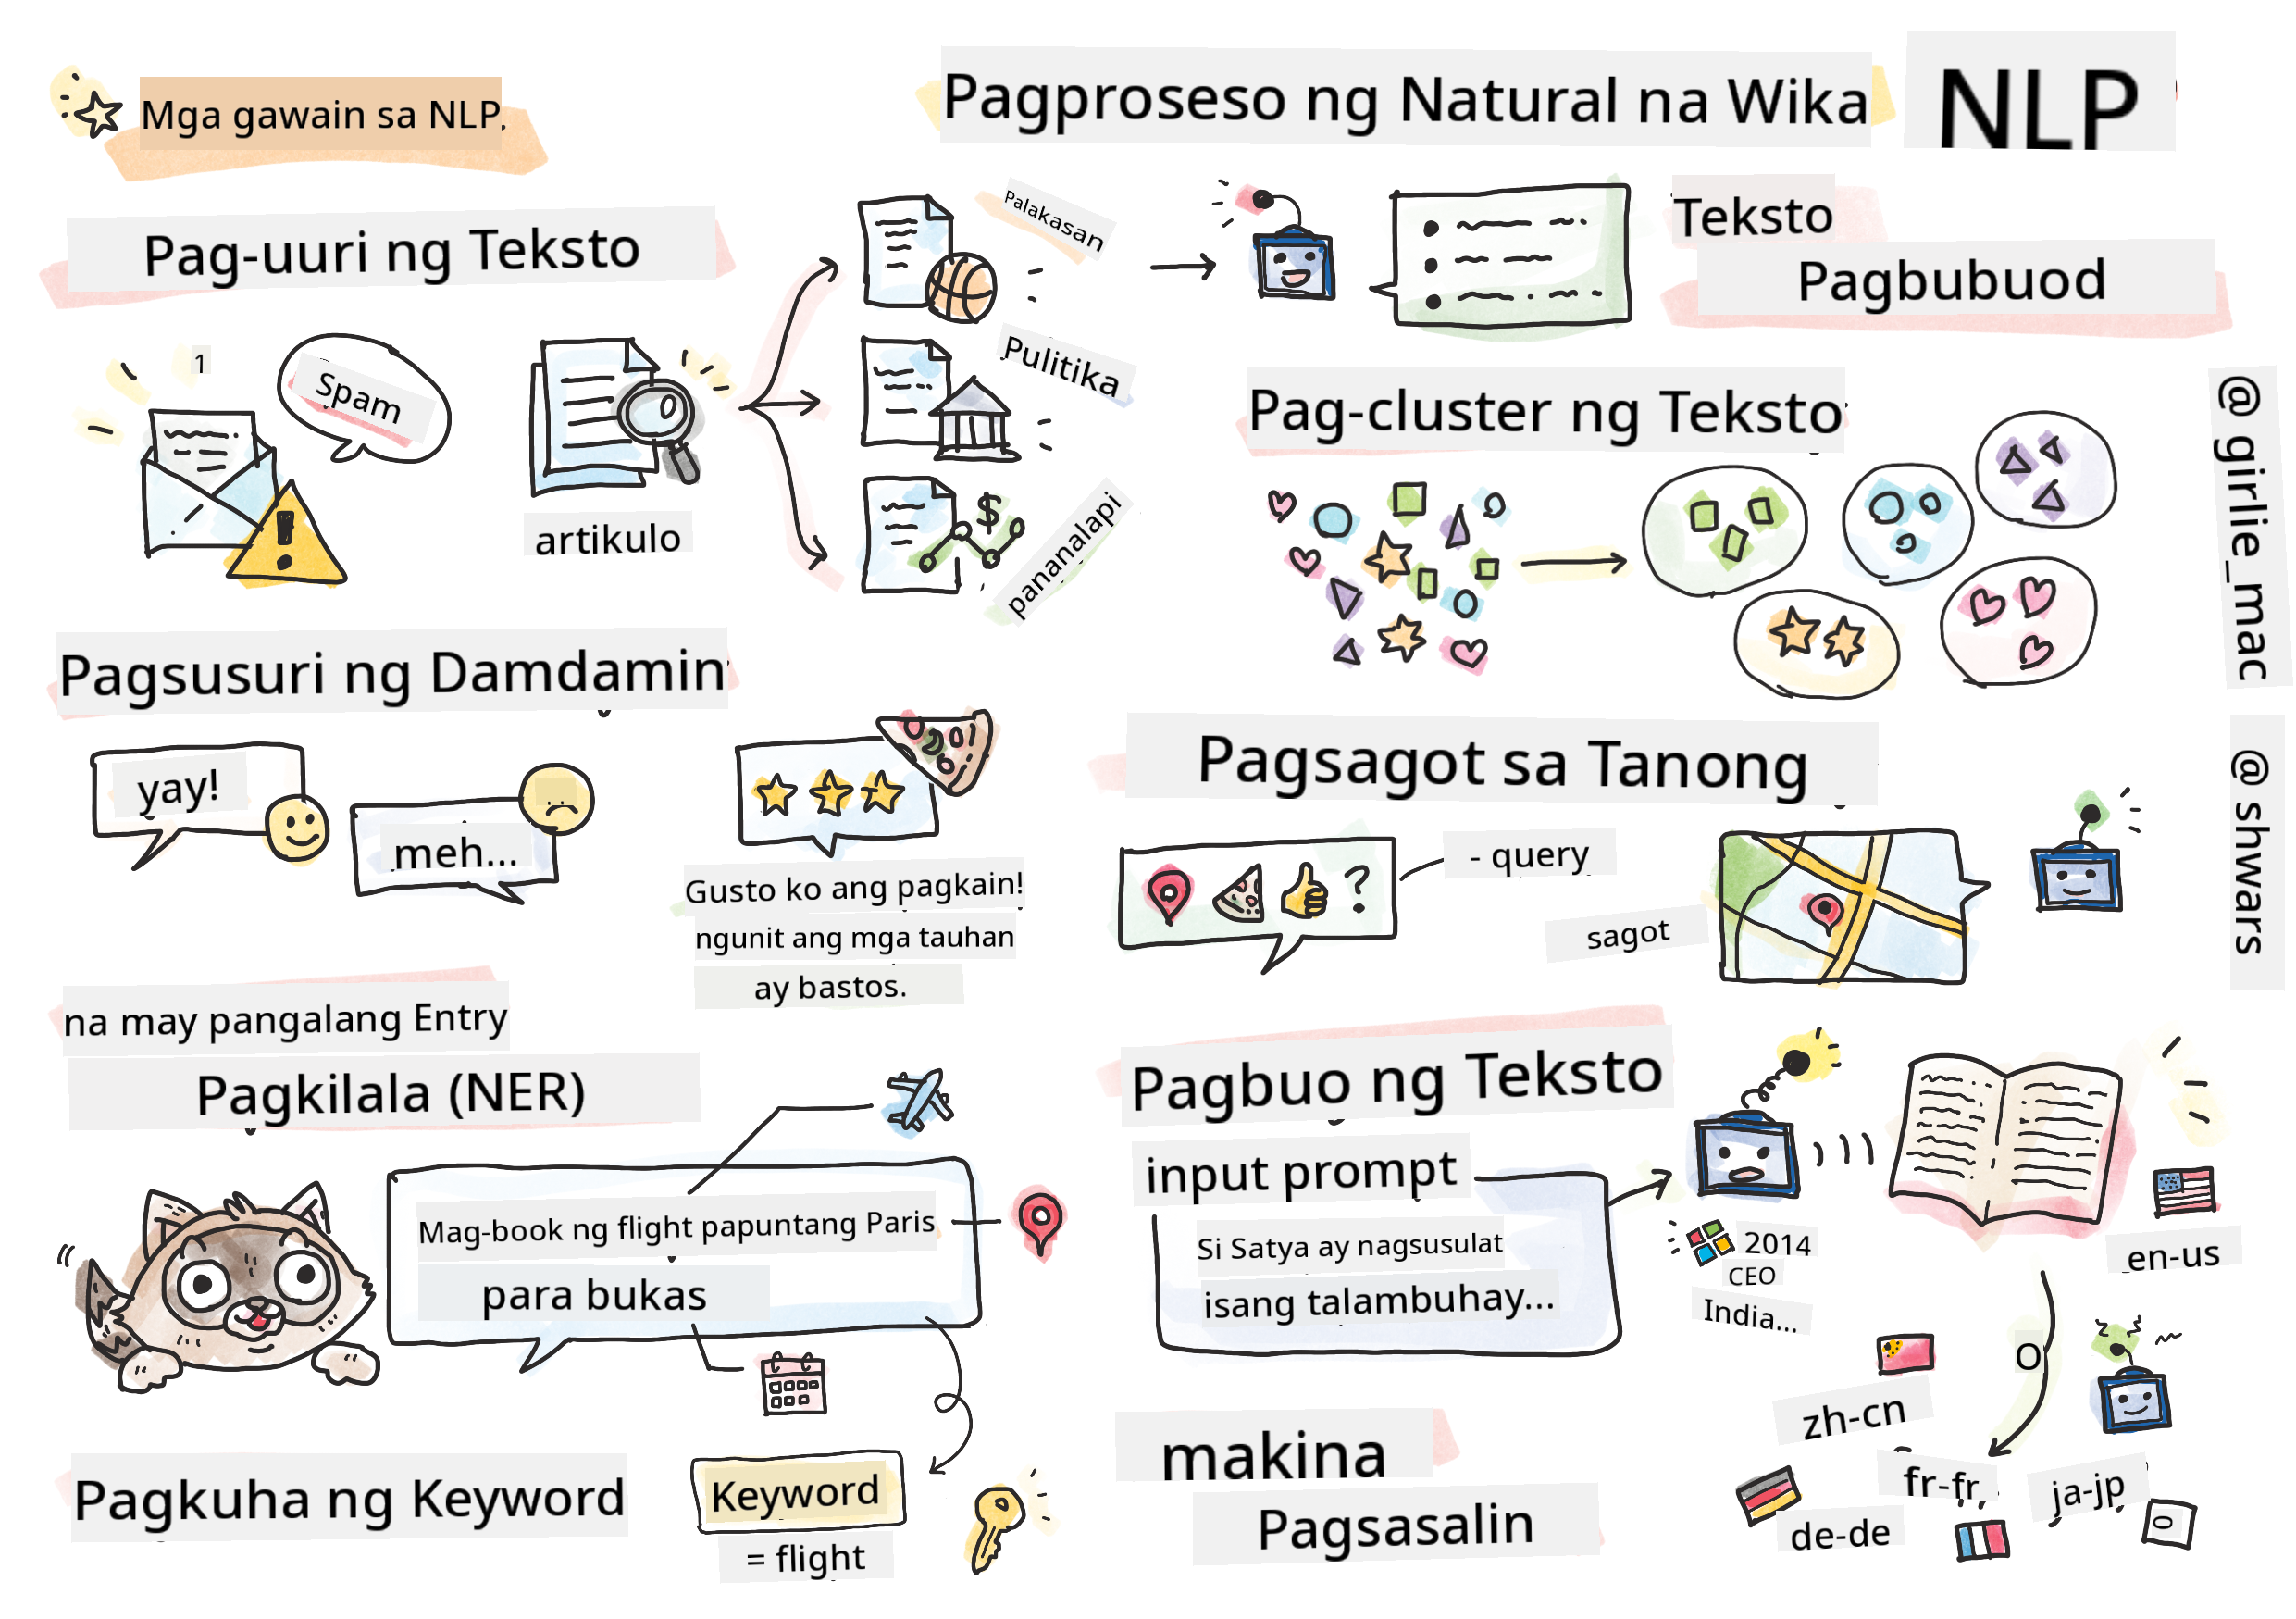 Mga gawain sa NLP.
Pagproseso ng Natural na Wika
NLP
Pag-uuri ng Teksto
1
Spam
artikulo
Palakasan
Pulitika
pananalapi
Teksto
Pagbubuod
Pag-cluster ng Teksto
@ girlie_mac
@ shwars
Pagsusuri ng Damdamin
yay!
meh...
Gusto ko ang pagkain!
ngunit ang mga tauhan
ay bastos.
Pagsagot sa Tanong
?
- query
sagot
na may pangalang Entry
Pagkilala (NER)
Mag-book ng flight papuntang Paris
para bukas
Pagkuha ng Keyword
Keyword
= flight
Pagbuo ng Teksto
input prompt
Si Satya ay nagsusulat
isang talambuhay...
2014
CEO
India...
en-us
O
zh-cn
fr-fr
ja-jp
de-de
0
makina
Pagsasalin